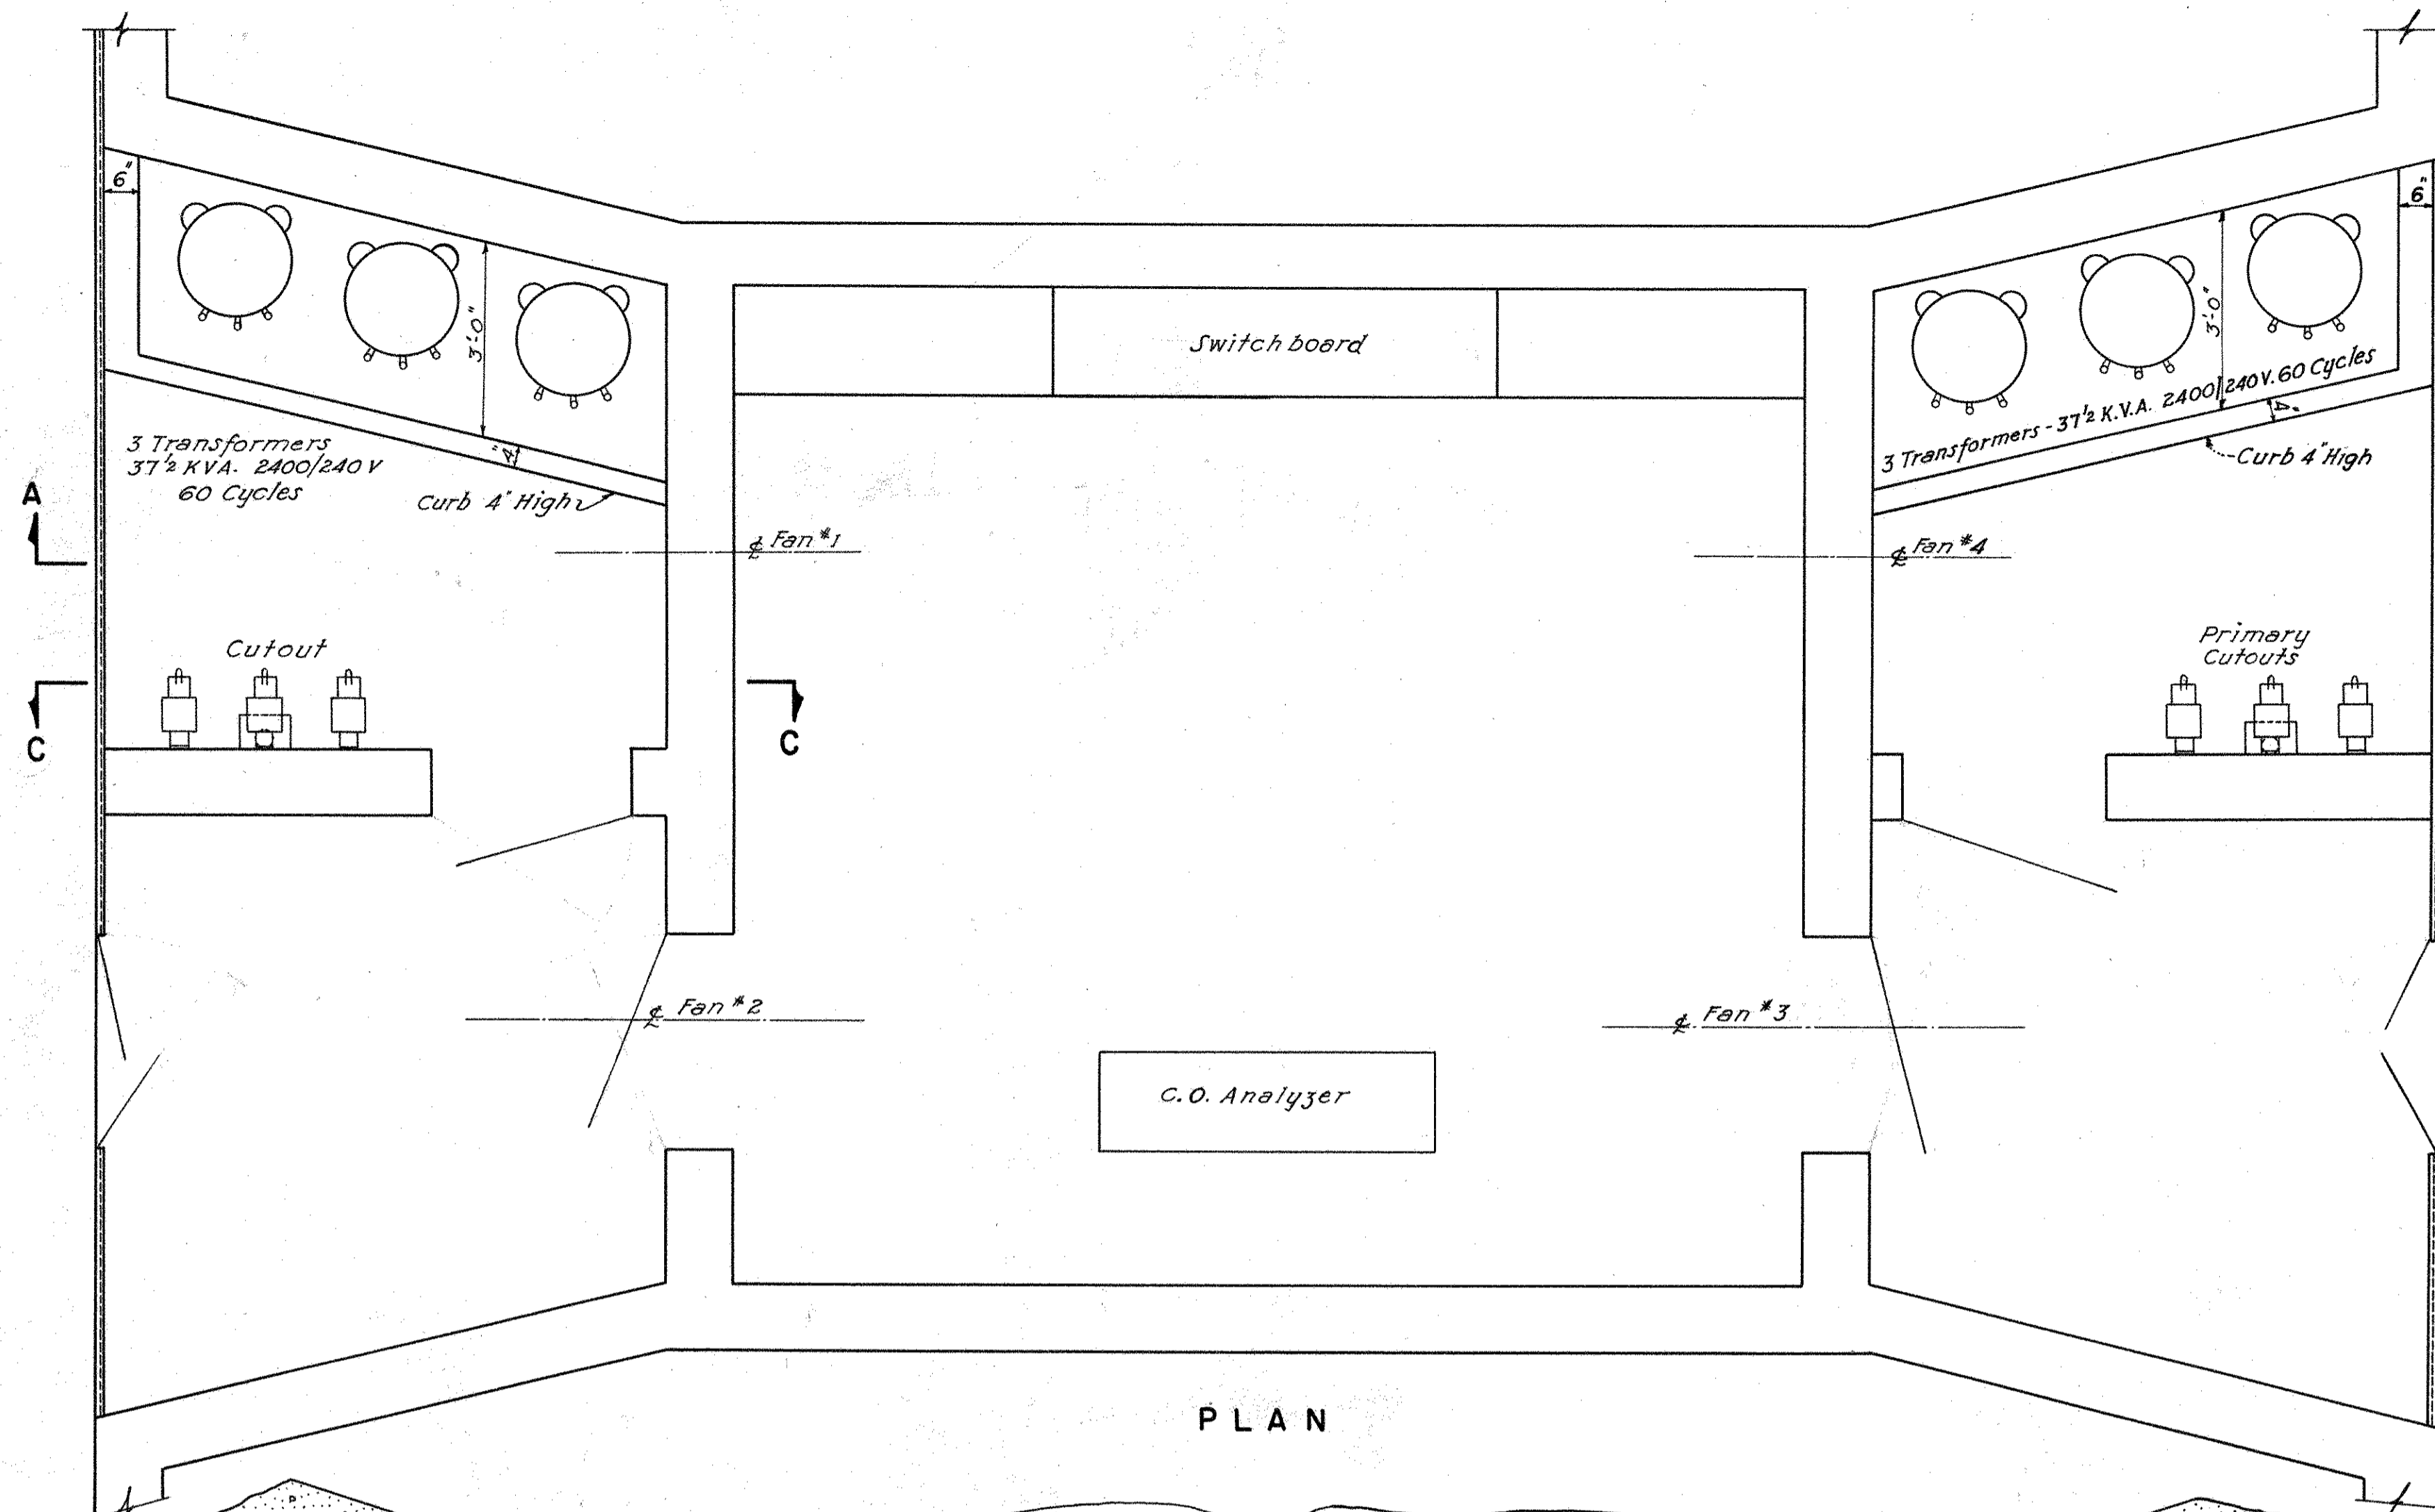 6"
6"
3'-0"
3'-0"
Switchboard
3 Transformers
37½ KVA. 2400/240 V
60 Cycles
4"
Curb 4" High
3 Transformers - 37½ K.V.A. 2400/240V. 60 Cycles
4"
Curb 4" High
A
℄ Fan #1
℄ Fan #4
Cutout
Primary
Cutouts
C
C
℄ Fan #2
℄ Fan #3
C.O. Analyzer
PLAN